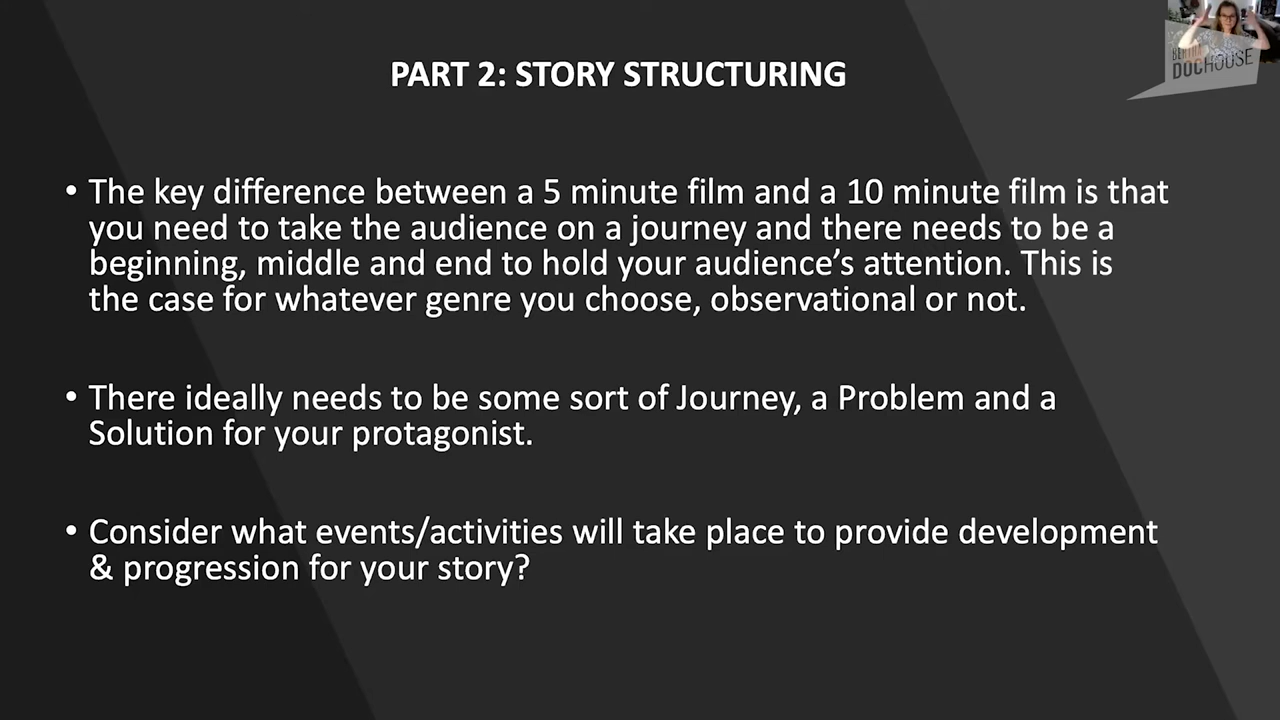 PART 2: STORY STRUCTURING
DOCHOUSE
• The key difference between a 5 minute film and a 10 minute film is that
you need to take the audience on a journey and there needs to be a
beginning, middle and end to hold your audience’s attention. This is
the case for whatever genre you choose, observational or not.
• There ideally needs to be some sort of Journey, a Problem and a
Solution for your protagonist.
• Consider what events/activities will take place to provide development
& progression for your story?